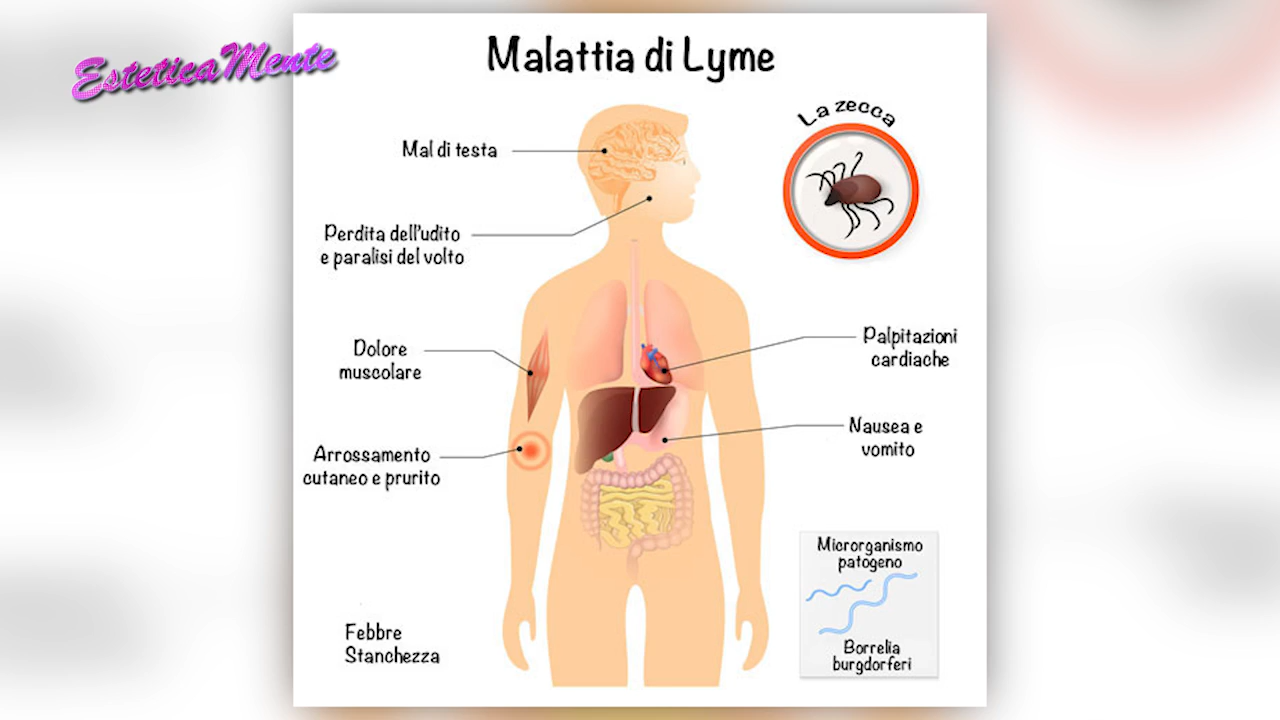 EsteticaMente
Malattia di Lyme
La zecca
Mal di testa
Perdita dell'udito
e paralisi del volto
Dolore
muscolare
Palpitazioni
cardiache
Arrossamento
cutaneo e prurito
Nausea e
vomito
Microrganismo
patogeno
Borrelia
burgdorferi
Febbre
Stanchezza